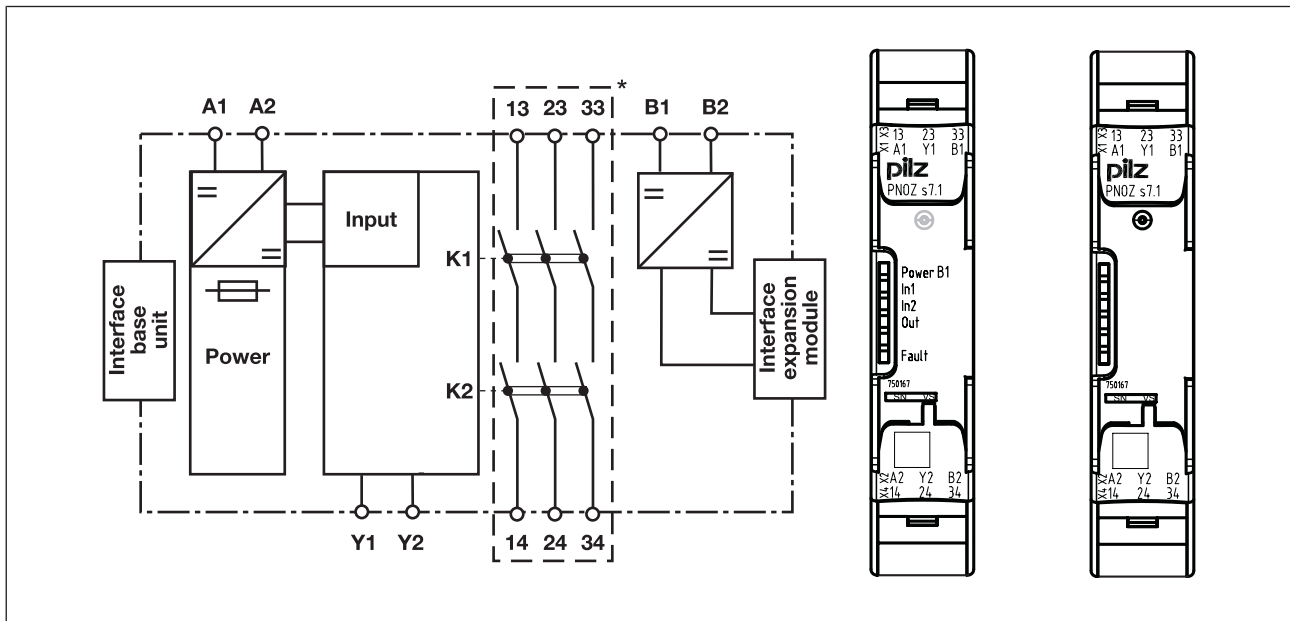 A1 A2
13 23 33
*
B1 B2
Interface
base
unit
Power
Input
K1
K2
Interface
expansion
module
Y1 Y2
14 24 34
X3 13 23 33
X1 A1 Y1 B1
pilz
PNOZ s7.1
Power B1
In1
In2
Out
Fault
750167
SN VS
X2 A2 Y2 B2
X4 14 24 34
X3 13 23 33
X1 A1 Y1 B1
pilz
PNOZ s7.1
750167
SN VS
X2 A2 Y2 B2
X4 14 24 34